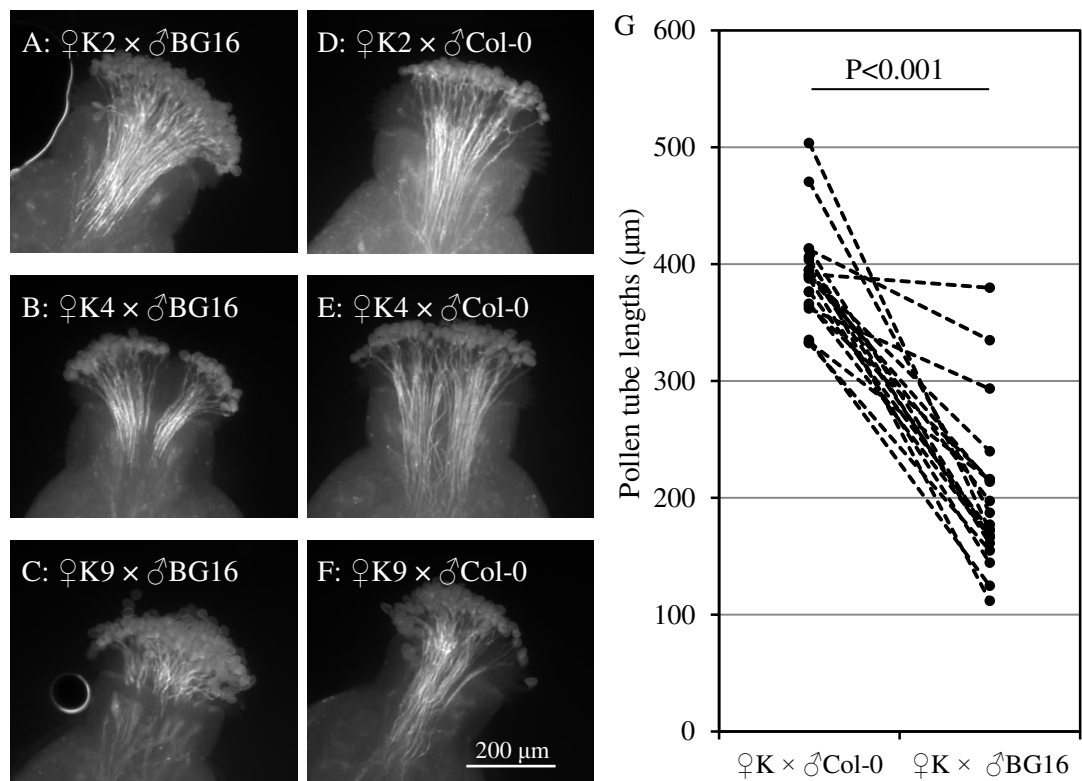 A: ♀K2 × ♂BG16
D: ♀K2 × ♂Col-0
B: ♀K4 × ♂BG16
E: ♀K4 × ♂Col-0
C: ♀K9 × ♂BG16
F: ♀K9 × ♂Col-0
200 μm
G
Pollen tube lengths (μm)
600
500
400
300
200
100
0
P<0.001
♀K × ♂Col-0
♀K × ♂BG16